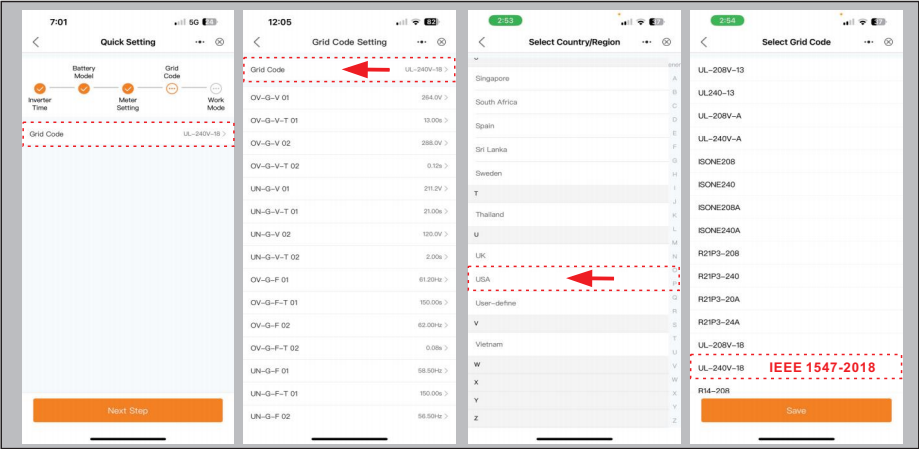 7:01
5G
24
Quick Setting
Battery
Model
Grid
Code
Inverter
Time
Meter
Setting
Work
Mode
Grid Code
UL-240V-18 >
Next Step
12:05
82
Grid Code Setting
Grid Code UL-240V-18 >
OV-G-V 01 264.0V >
OV-G-V-T 01 13.00s >
OV-G-V 02 288.0V >
OV-G-V-T 02 0.12s >
UN-G-V 01 211.2V >
UN-G-V-T 01 21.00s >
UN-G-V 02 120.0V >
UN-G-V-T 02 2.00s >
OV-G-F 01 61.20Hz >
OV-G-F-T 01 150.00s >
OV-G-F 02 62.00Hz >
OV-G-F-T 02 0.08s >
UN-G-F 01 58.50Hz >
UN-G-F-T 01 150.00s >
UN-G-F 02 56.50Hz >
2:53
Select Country/Region
Singapore
South Africa
Spain
Sri Lanka
Sweden
T
Thailand
U
UK
USA
User-define
V
Vietnam
W
X
Y
Z
A
B
C
D
E
F
G
H
I
J
K
L
M
N
O
P
Q
R
S
T
U
V
W
X
Y
Z
2:54
Select Grid Code
UL-208V-13
UL240-13
UL-208V-A
UL-240V-A
ISONE208
ISONE240
ISONE208A
ISONE240A
R21P3-208
R21P3-240
R21P3-20A
R21P3-24A
UL-208V-18
UL-240V-18 IEEE 1547-2018
R14-208
Save